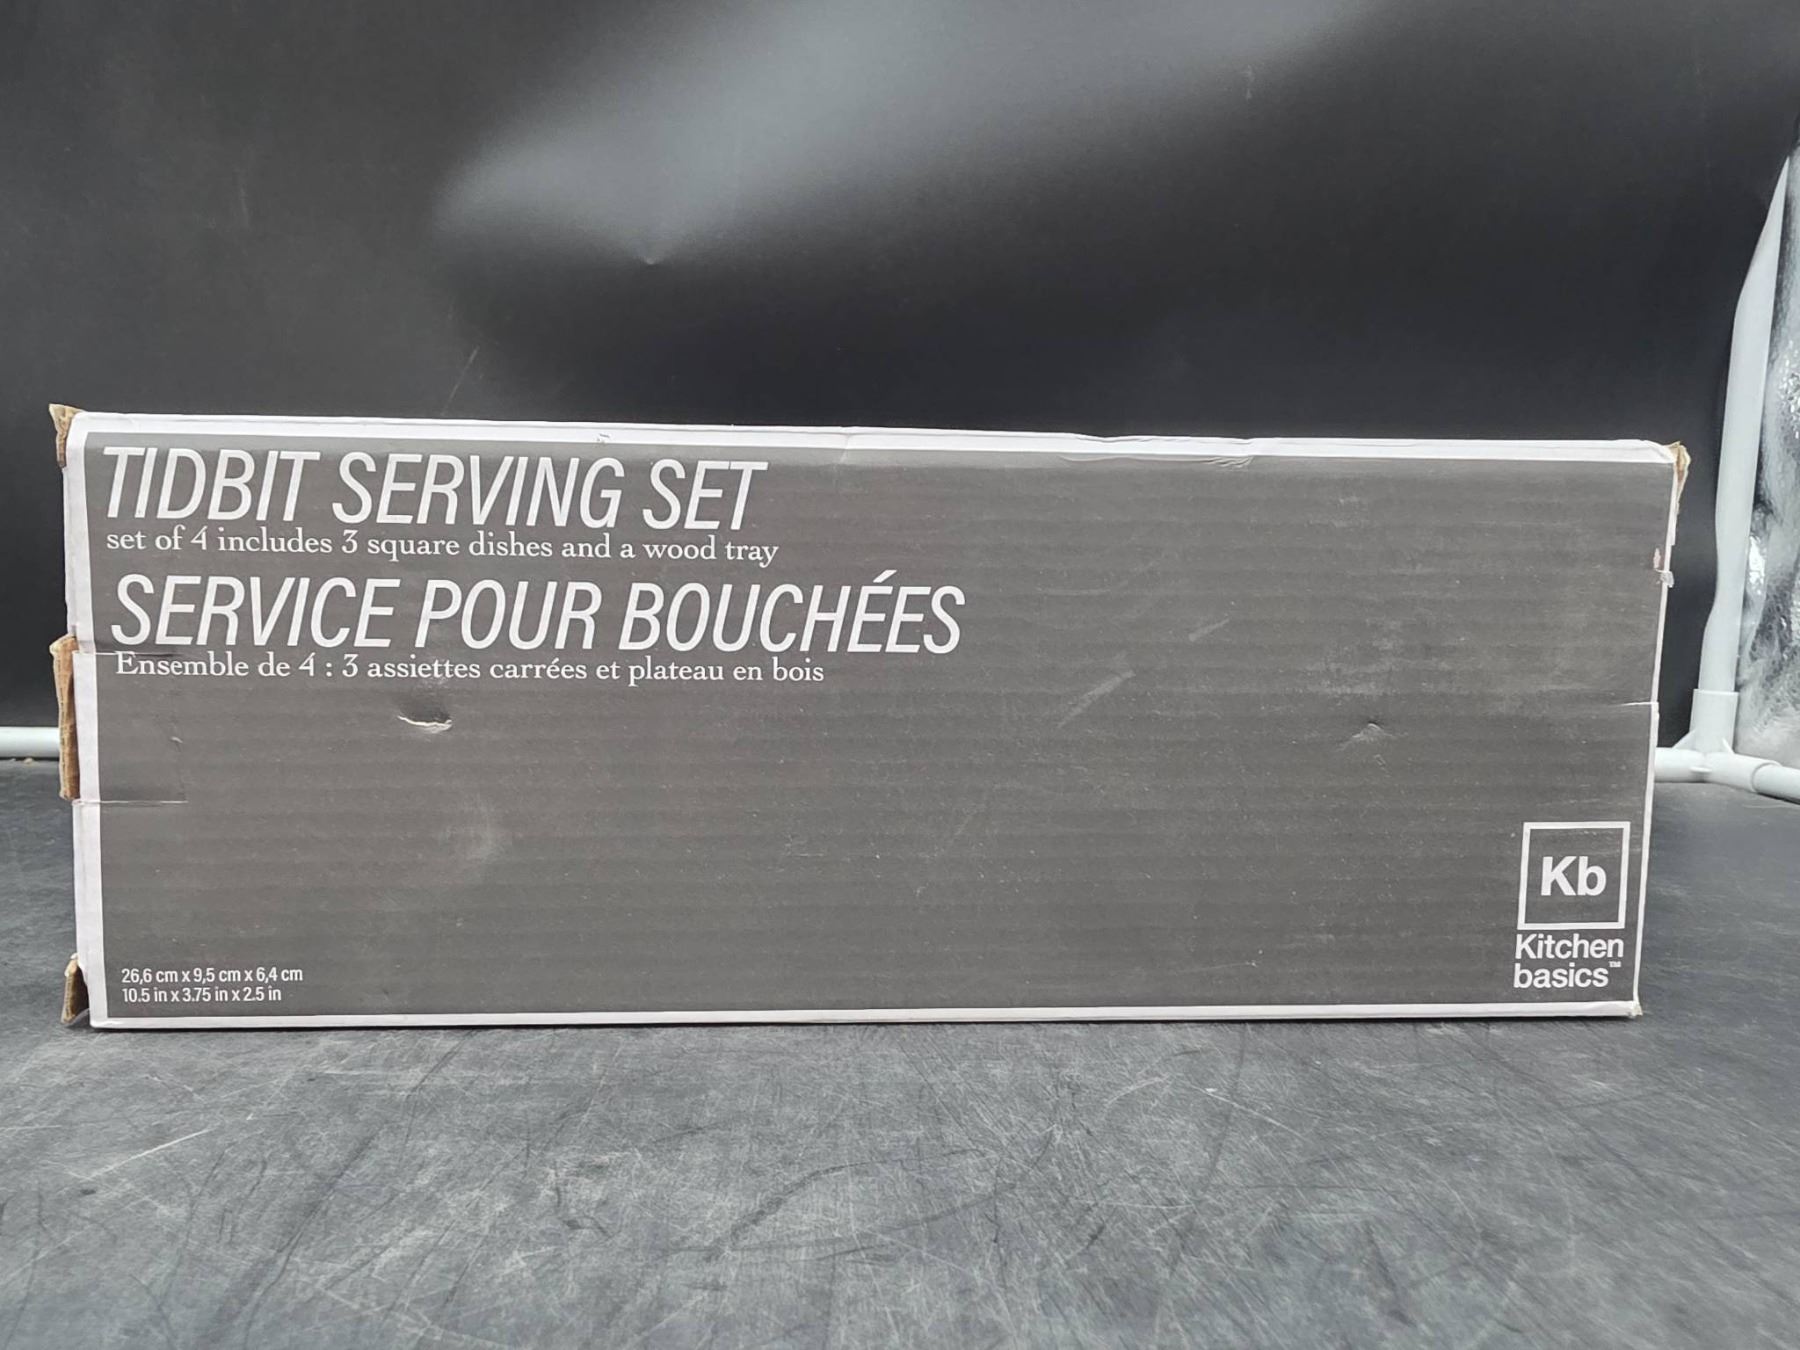 TIDBIT SERVING SET
set of 4 includes 3 square dishes and a wood tray
SERVICE POUR BOUCHÉES
Ensemble de 4 : 3 assiettes carrées et plateau en bois
26,6 cm x 9,5 cm x 6,4 cm
10.5 in x 3.75 in x 2.5 in
Kb
Kitchen
basics™